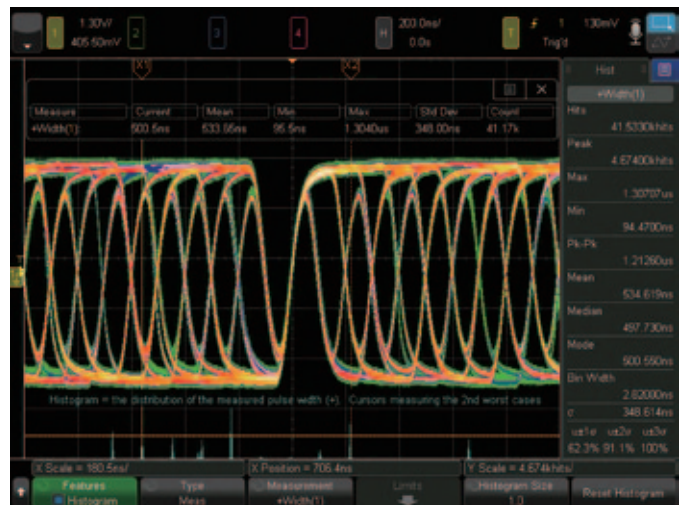 1 1.30V/ 405.50mV 2 3 4 H 200.0ns/ 0.0s T 1 130mV Trig'd
X1 X2
Hist
+Width(1)
Measure Current Mean Min Max Std Dev Count
+Width(1): 500.5ns 533.66ns 95.5ns 1.3040us 348.00ns 41.17k
Hits
41.5330khits
Peak
4.67400khits
Max
1.30707us
Min
94.4700ns
Pk-Pk
1.21260us
Mean
534.619ns
Median
497.730ns
Mode
500.550ns
Bin Width
2.82000ns
σ
348.614ns
u±1σ u±2σ u±3σ
62.3% 91.1% 100%
Histogram = the distribution of the measured pulse width (+). Cursors measuring the 2nd worst cases
X Scale = 180.5ns/ X Position = 706.4ns Y Scale = 4.674khits/
Features Histogram
Type Meas
Measurement +Width(1)
Limits
Histogram Size 1.0
Reset Histogram